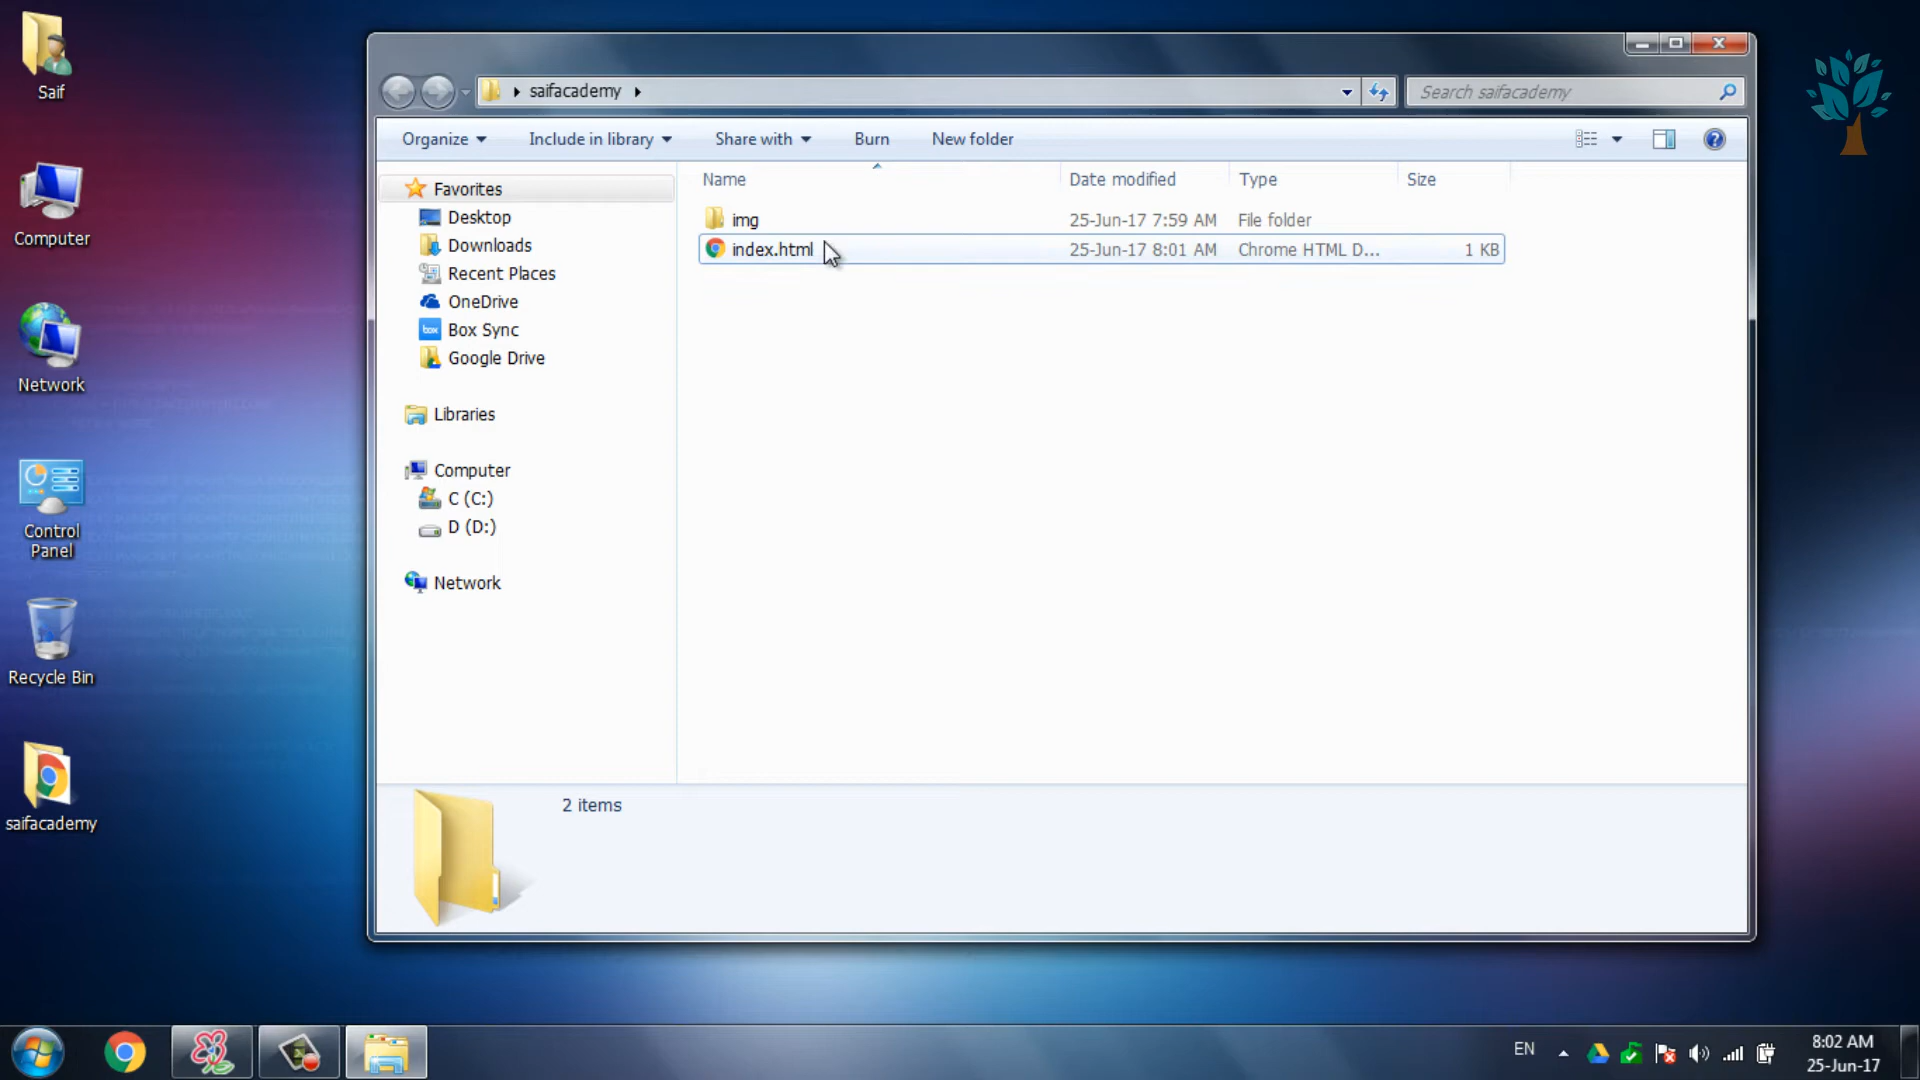 Saif
Computer
Network
Control
Panel
Recycle Bin
saifacademy
saifacademy
Search saifacademy
Organize
Include in library
Share with
Burn
New folder
Favorites
Desktop
Downloads
Recent Places
OneDrive
box
Box Sync
Google Drive
Libraries
Computer
C (C:)
D (D:)
Network
Name
Date modified
Type
Size
img
25-Jun-17 7:59 AM
File folder
index.html
25-Jun-17 8:01 AM
Chrome HTML D...
1 KB
2 items
EN
8:02 AM
25-Jun-17